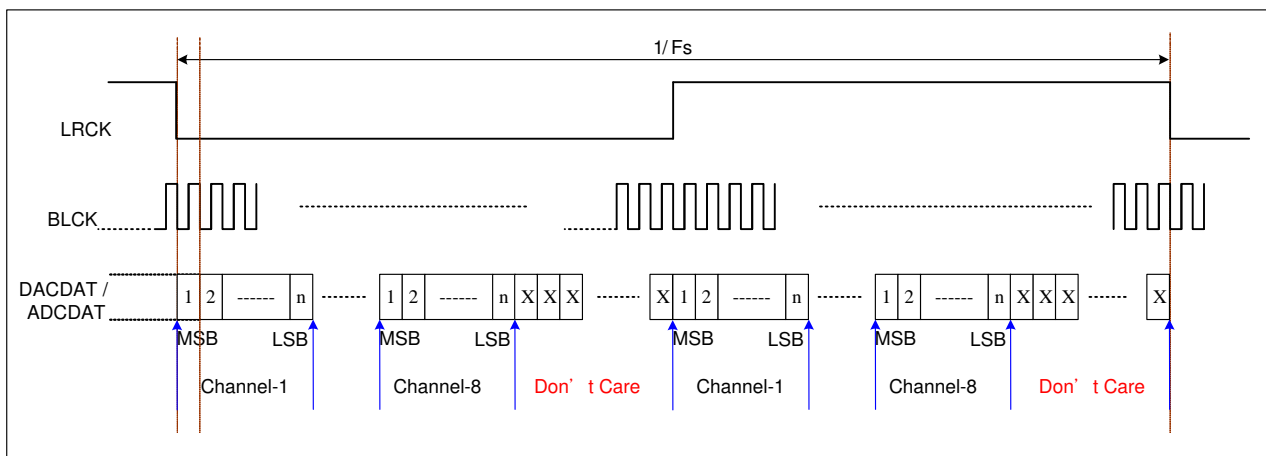 1/ Fs
LRCK
BLCK
DACDAT /
ADCDAT
1 2 ------ n 1 2 ------ n X X X X 1 2 ------ n 1 2 ------ n X X X X
MSB LSB MSB LSB MSB LSB MSB LSB
Channel-1 Channel-8 Don' t Care Channel-1 Channel-8 Don' t Care